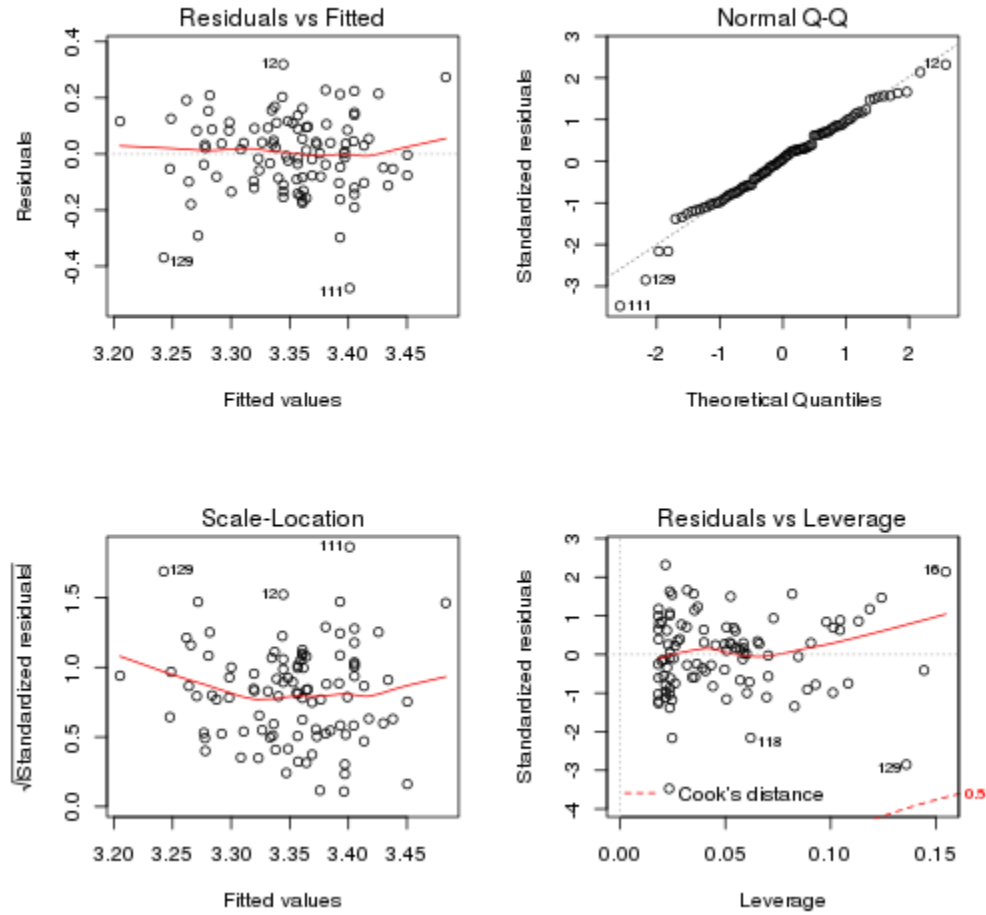 Residuals vs Fitted
Residuals
0.4
0.2
0.0
-0.2
-0.4
12
129
111
3.20 3.25 3.30 3.35 3.40 3.45
Fitted values
Normal Q-Q
Standardized residuals
3
2
1
0
-1
-2
-3
12
129
111
-2 -1 0 1 2
Theoretical Quantiles
Scale-Location
√|Standardized residuals|
1.5
1.0
0.5
0.0
111
129
12
3.20 3.25 3.30 3.35 3.40 3.45
Fitted values
Residuals vs Leverage
Standardized residuals
3
2
1
0
-1
-2
-3
-4
16
118
129
Cook's distance
0.5
0.00 0.05 0.10 0.15
Leverage